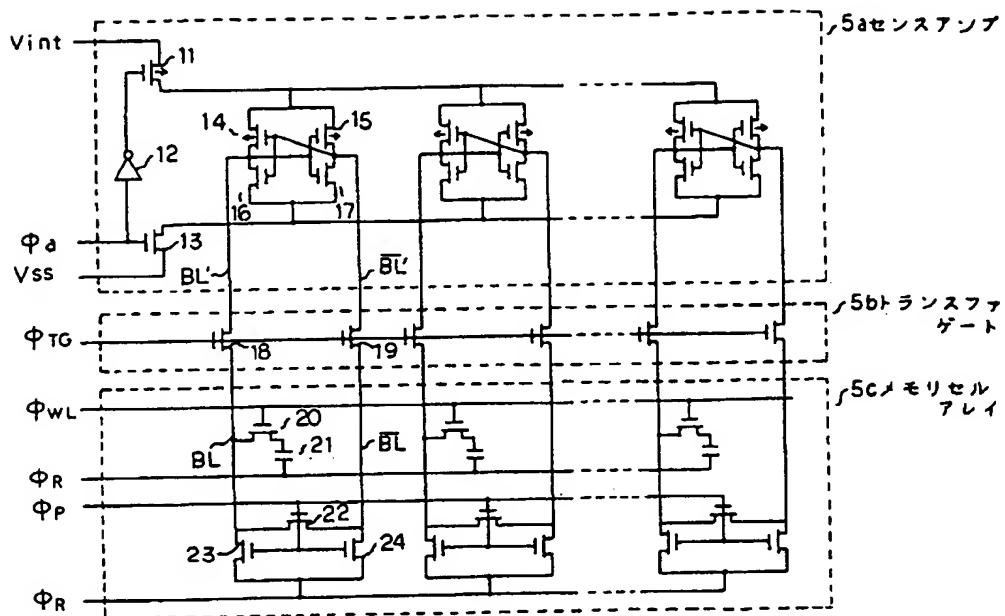 Vint
11
5aセンスアンプ
14
15
12
16
17
φa
13
Vss
BL'
B̅L̅'̅
5bトランスファ
ゲート
φTG
18
19
φWL
5cメモリセル
アレイ
20
BL
21
B̅L̅
φR
φP
22
23
24
φR